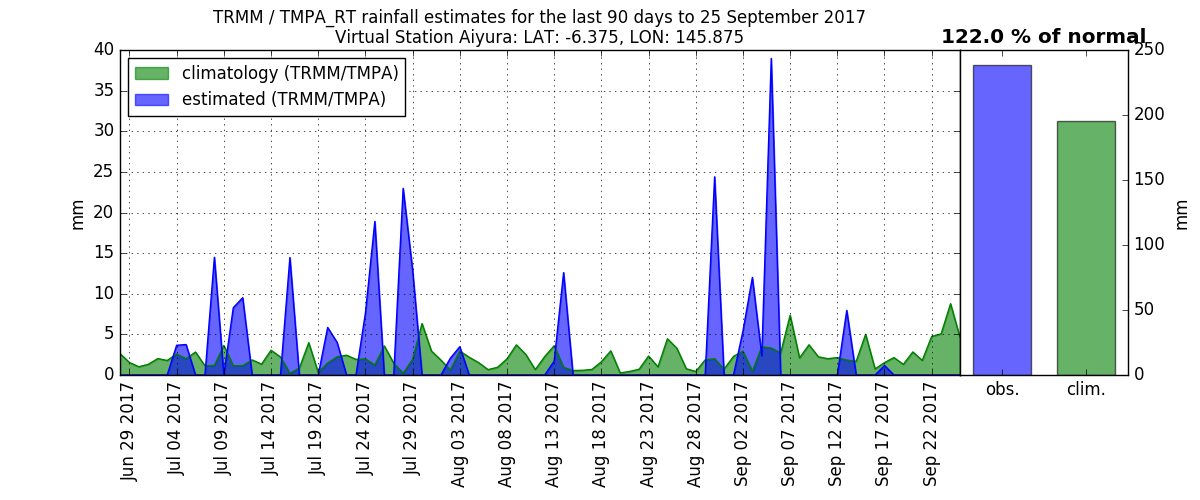 TRMM / TMPA_RT rainfall estimates for the last 90 days to 25 September 2017
Virtual Station Aiyura: LAT: -6.375, LON: 145.875
122.0 % of normal
climatology (TRMM/TMPA)
estimated (TRMM/TMPA)
mm
40
35
30
25
20
15
10
5
0
Jun 29 2017
Jul 04 2017
Jul 09 2017
Jul 14 2017
Jul 19 2017
Jul 24 2017
Jul 29 2017
Aug 03 2017
Aug 08 2017
Aug 13 2017
Aug 18 2017
Aug 23 2017
Aug 28 2017
Sep 02 2017
Sep 07 2017
Sep 12 2017
Sep 17 2017
Sep 22 2017
obs.
clim.
250
200
150
100
50
0
mm